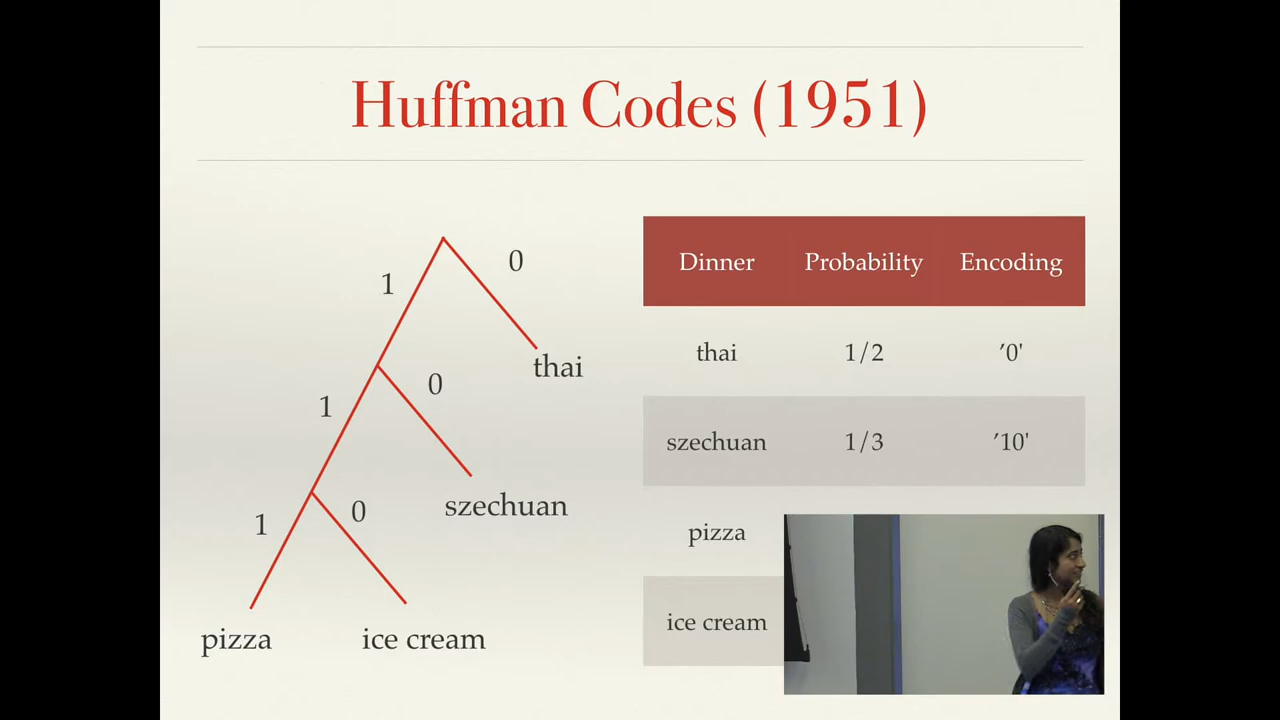 Huffman Codes (1951)
1
0
thai
1
0
szechuan
1
0
pizza
ice cream
Dinner Probability Encoding
thai 1/2 ’0'
szechuan 1/3 ’10'
pizza
ice cream